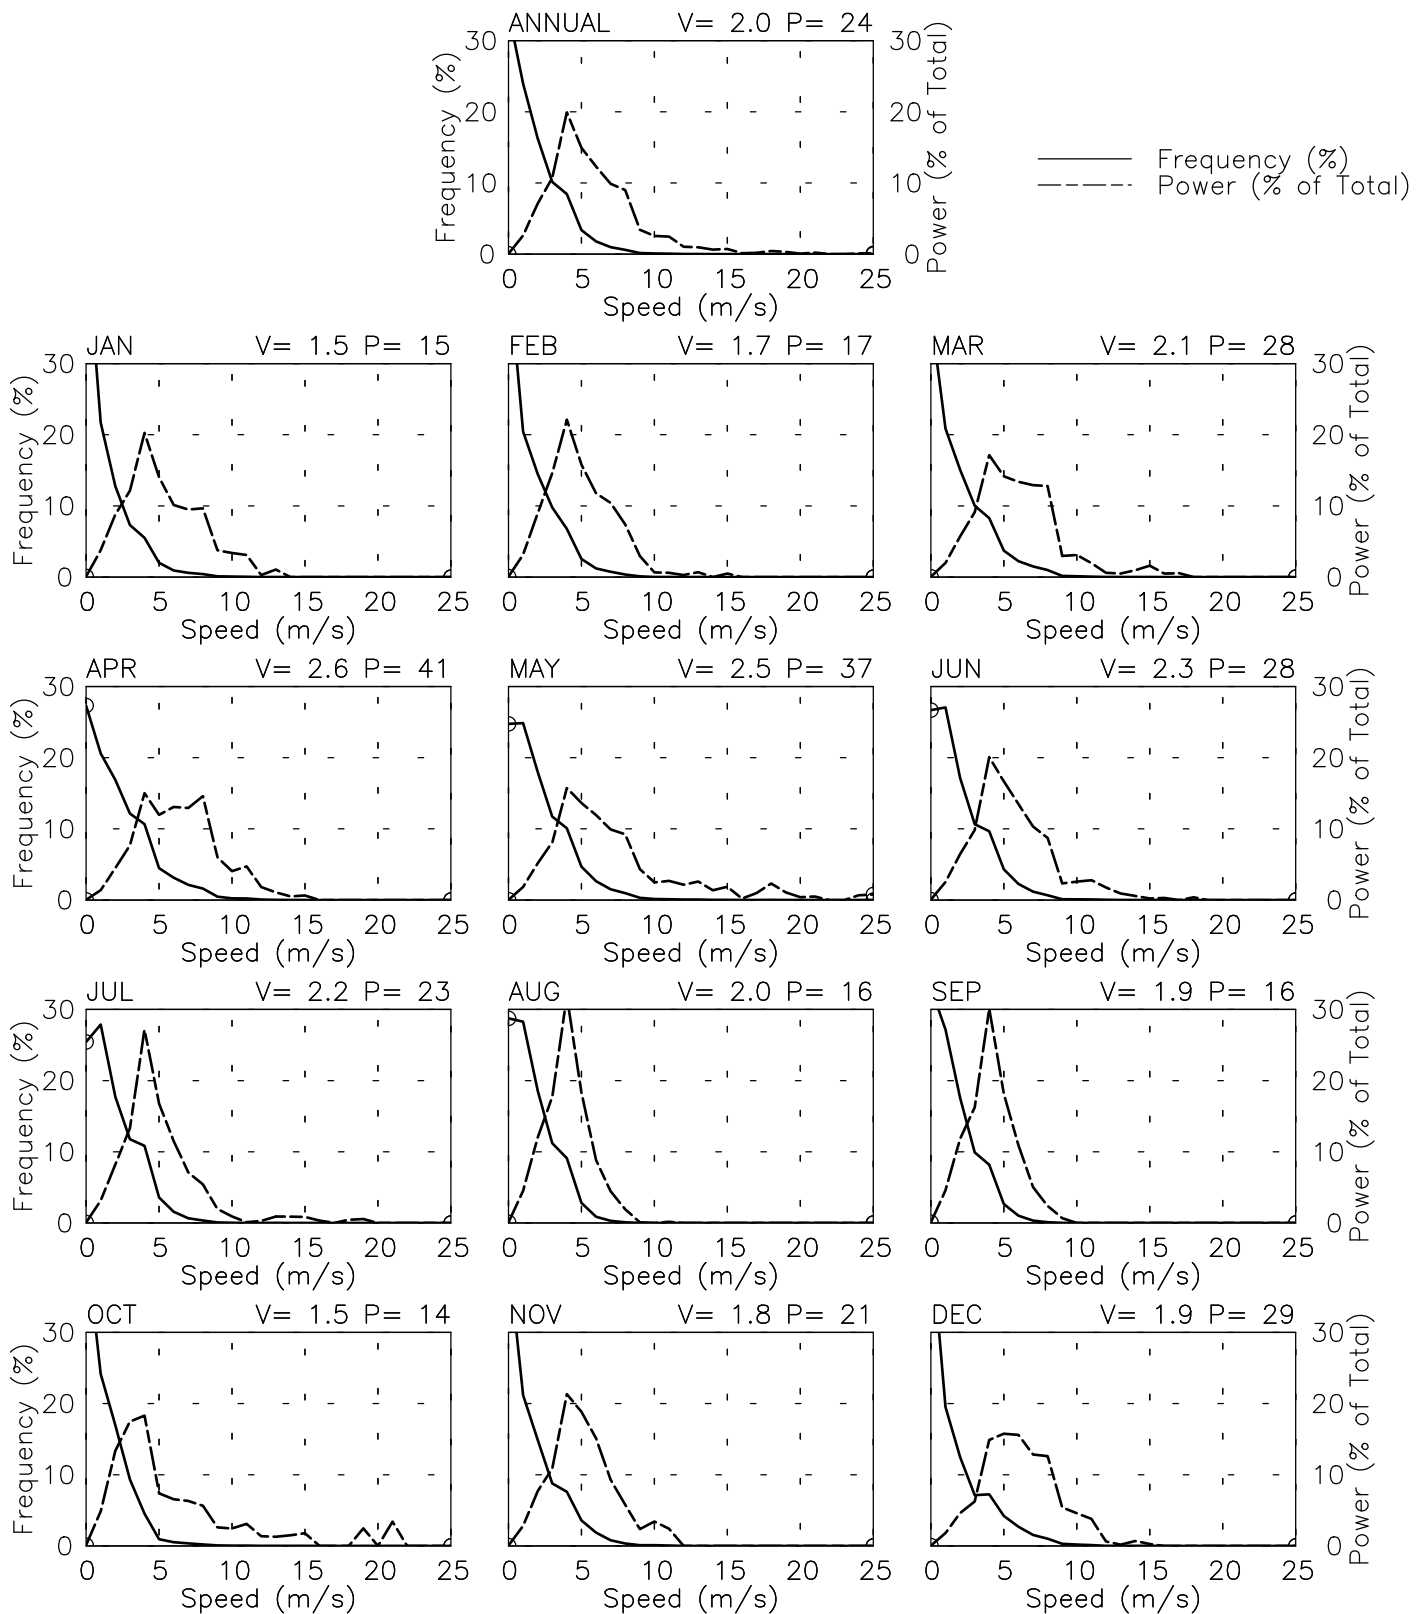 ANNUAL V= 2.0 P= 24
30 30
20 20
10 10
0 0
Frequency (%)
Power (% of Total)
0 5 10 15 20 25
Speed (m/s)
Frequency (%)
Power (% of Total)
JAN V= 1.5 P= 15
30
20
10
0
Frequency (%)
0 5 10 15 20 25
Speed (m/s)
FEB V= 1.7 P= 17
0 5 10 15 20 25
Speed (m/s)
MAR V= 2.1 P= 28
30
20
10
0
Power (% of Total)
0 5 10 15 20 25
Speed (m/s)
APR V= 2.6 P= 41
30
20
10
0
Frequency (%)
0 5 10 15 20 25
Speed (m/s)
MAY V= 2.5 P= 37
0 5 10 15 20 25
Speed (m/s)
JUN V= 2.3 P= 28
30
20
10
0
Power (% of Total)
0 5 10 15 20 25
Speed (m/s)
JUL V= 2.2 P= 23
30
20
10
0
Frequency (%)
0 5 10 15 20 25
Speed (m/s)
AUG V= 2.0 P= 16
0 5 10 15 20 25
Speed (m/s)
SEP V= 1.9 P= 16
30
20
10
0
Power (% of Total)
0 5 10 15 20 25
Speed (m/s)
OCT V= 1.5 P= 14
30
20
10
0
Frequency (%)
0 5 10 15 20 25
Speed (m/s)
NOV V= 1.8 P= 21
0 5 10 15 20 25
Speed (m/s)
DEC V= 1.9 P= 29
30
20
10
0
Power (% of Total)
0 5 10 15 20 25
Speed (m/s)